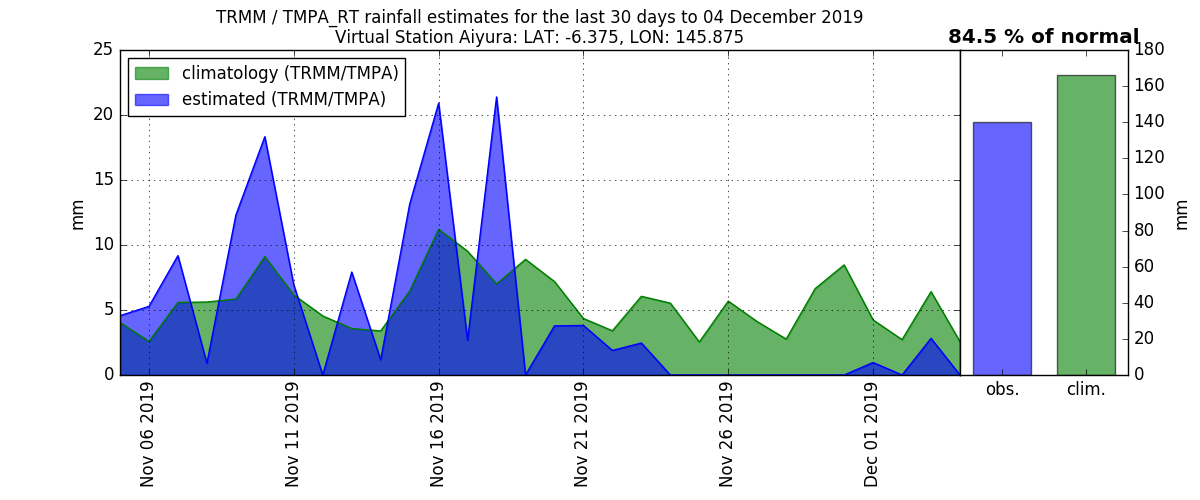 TRMM / TMPA_RT rainfall estimates for the last 30 days to 04 December 2019
Virtual Station Aiyura: LAT: -6.375, LON: 145.875
84.5 % of normal
climatology (TRMM/TMPA)
estimated (TRMM/TMPA)
25
20
15
10
5
0
mm
Nov 06 2019
Nov 11 2019
Nov 16 2019
Nov 21 2019
Nov 26 2019
Dec 01 2019
obs.
clim.
180
160
140
120
100
80
60
40
20
0
mm